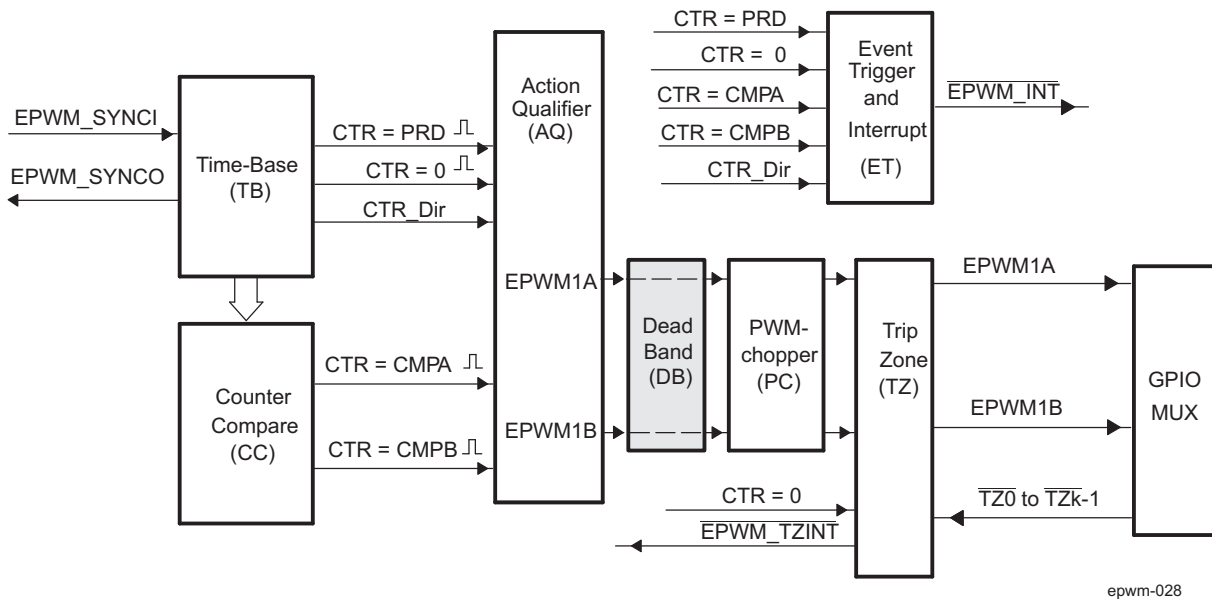 EPWM_SYNCI
EPWM_SYNCO
Time-Base
(TB)
CTR = PRD
CTR = 0
CTR_Dir
Counter
Compare
(CC)
CTR = CMPA
CTR = CMPB
Action
Qualifier
(AQ)
EPWM1A
EPWM1B
CTR = PRD
CTR = 0
CTR = CMPA
CTR = CMPB
CTR_Dir
Event
Trigger
and
Interrupt
(ET)
EPWM_INT
Dead
Band
(DB)
PWM-
chopper
(PC)
Trip
Zone
(TZ)
CTR = 0
EPWM_TZINT
EPWM1A
EPWM1B
TZ0 to TZk-1
GPIO
MUX
epwm-028